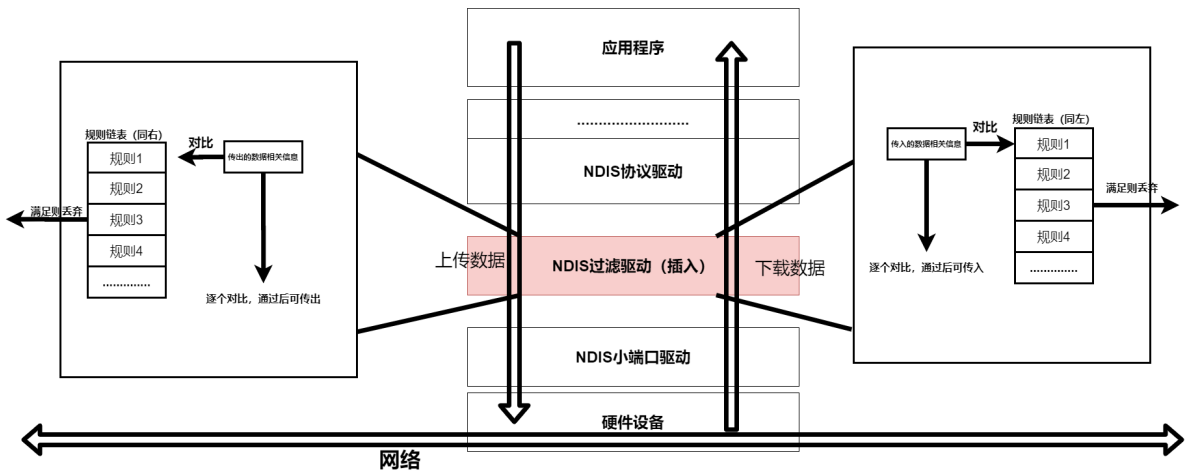 应用程序
..........................
NDIS协议驱动
NDIS过滤驱动（插入）
NDIS小端口驱动
硬件设备
上传数据
下载数据
网络
规则链表（同右）
规则1
规则2
规则3
规则4
.............
对比
传出的数据相关信息
满足则丢弃
逐个对比，通过后可传出
规则链表（同左）
规则1
规则2
规则3
规则4
.............
对比
传入的数据相关信息
满足则丢弃
逐个对比，通过后可传入